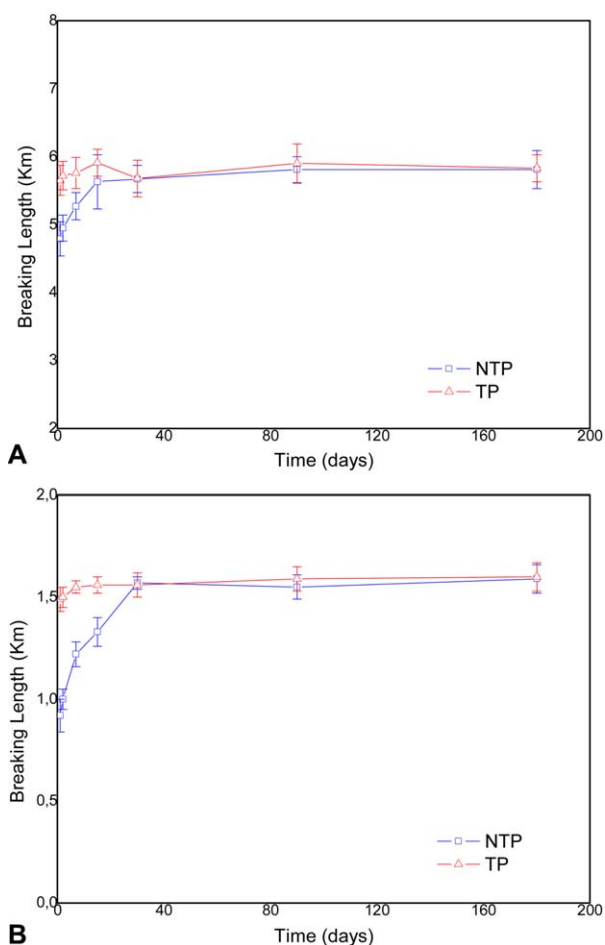 8
7
6
5
4
3
2
0 40 80 120 160 200
Breaking Length (Km)
NTP
TP
Time (days)
A
2,0
1,5
1,0
0,5
0,0
0 40 80 120 160 200
Breaking Length (Km)
NTP
TP
Time (days)
B